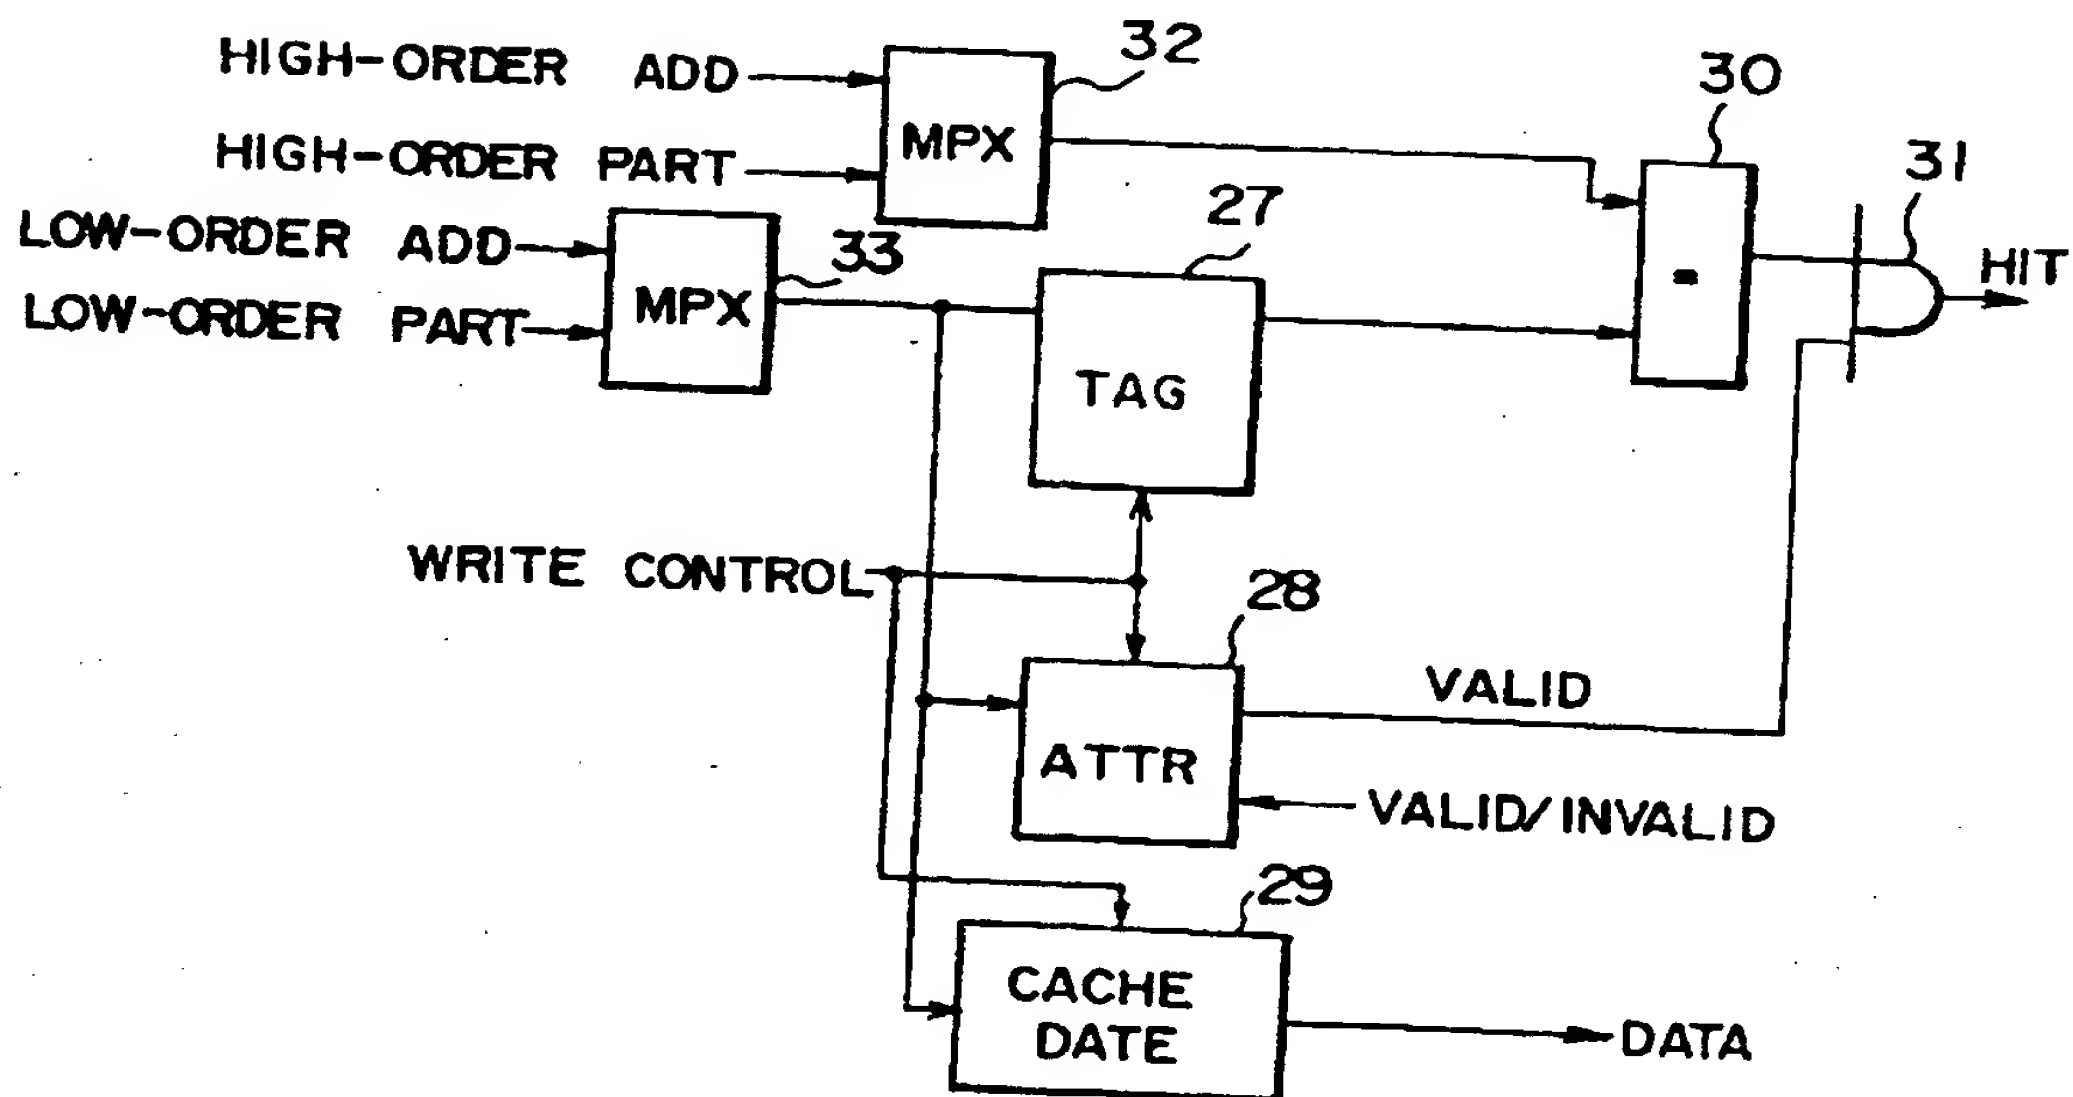 HIGH-ORDER ADD
HIGH-ORDER PART
LOW-ORDER ADD
LOW-ORDER PART
MPX
32
MPX
33
27
TAG
30
=
31
HIT
WRITE CONTROL
28
ATTR
VALID
VALID/INVALID
29
CACHE
DATE
DATA